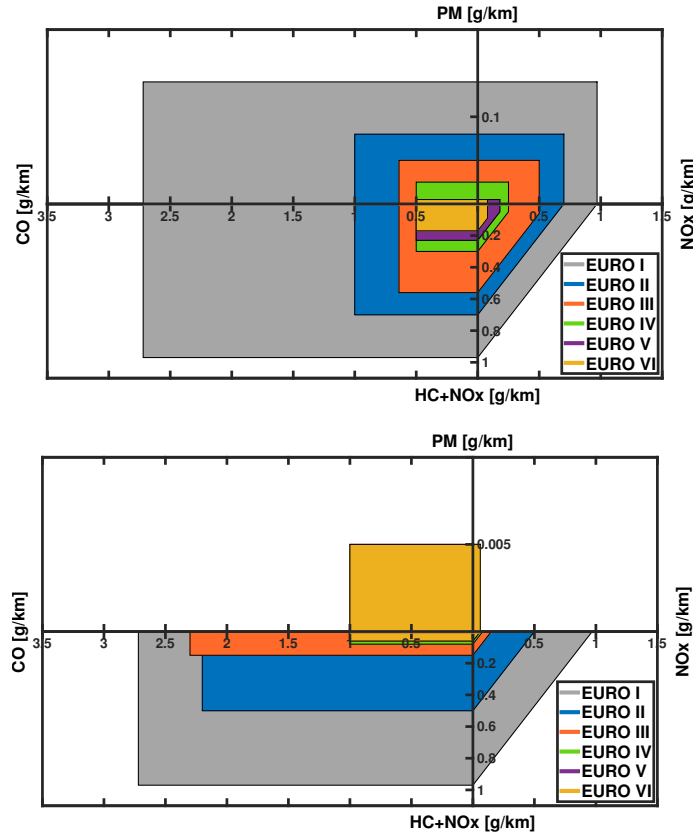 PM [g/km]
0.1
CO [g/km]
3.5 3 2.5 2 1.5 1 0.5 0.5 1 1.5
NOx [g/km]
0.2
0.4
0.6
0.8
1
EURO I
EURO II
EURO III
EURO IV
EURO V
EURO VI
HC+NOx [g/km]
PM [g/km]
0.005
CO [g/km]
3.5 3 2.5 2 1.5 1 0.5 0.5 1 1.5
NOx [g/km]
0.2
0.4
0.6
0.8
1
EURO I
EURO II
EURO III
EURO IV
EURO V
EURO VI
HC+NOx [g/km]